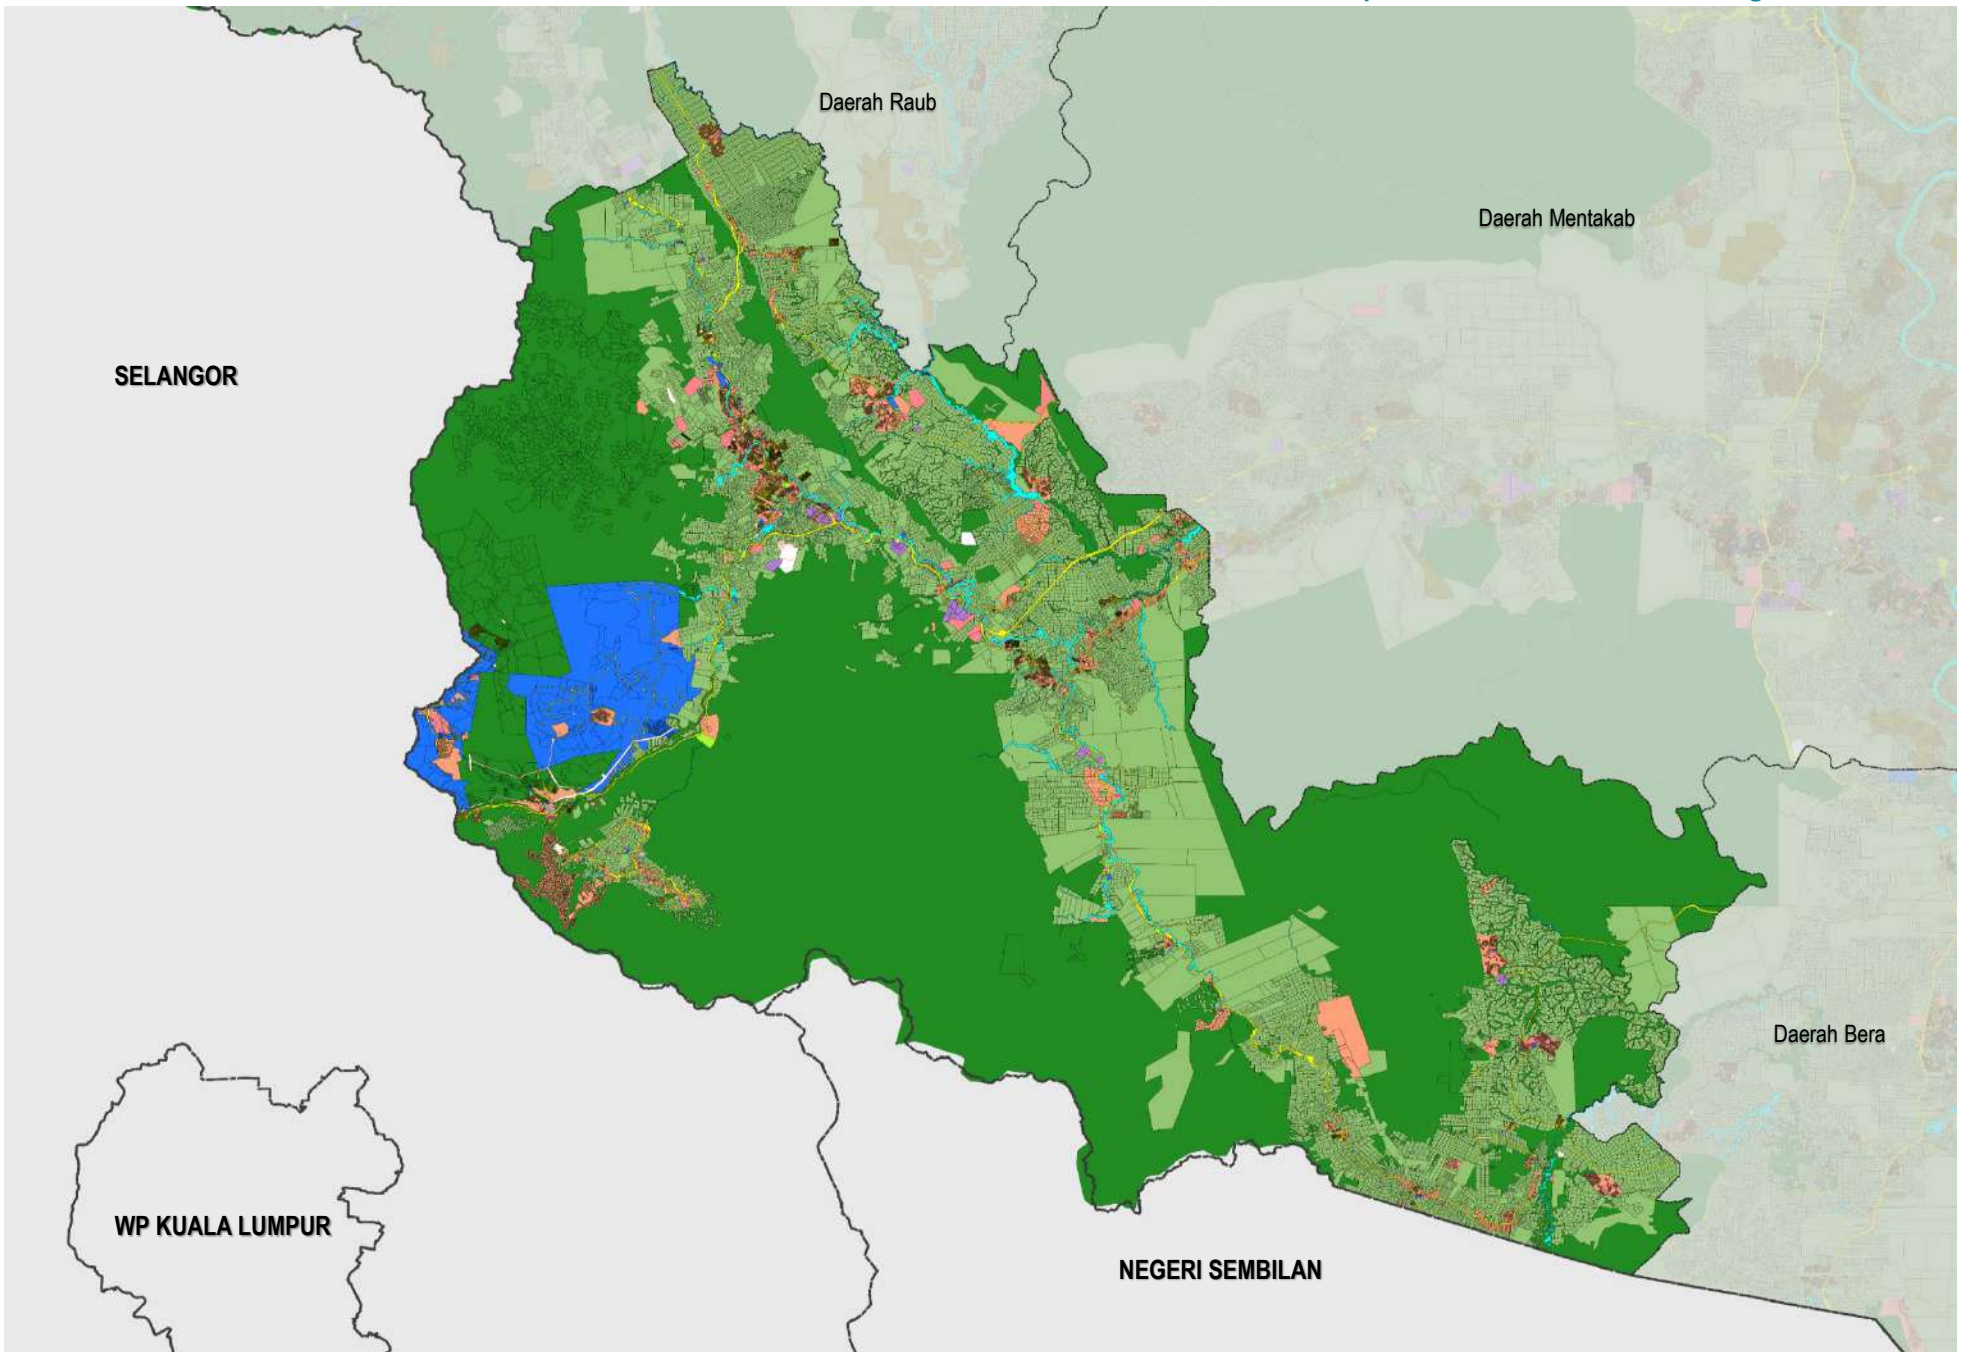 Daerah Raub
Daerah Mentakab
SELANGOR
Daerah Bera
WP KUALA LUMPUR
NEGERI SEMBILAN